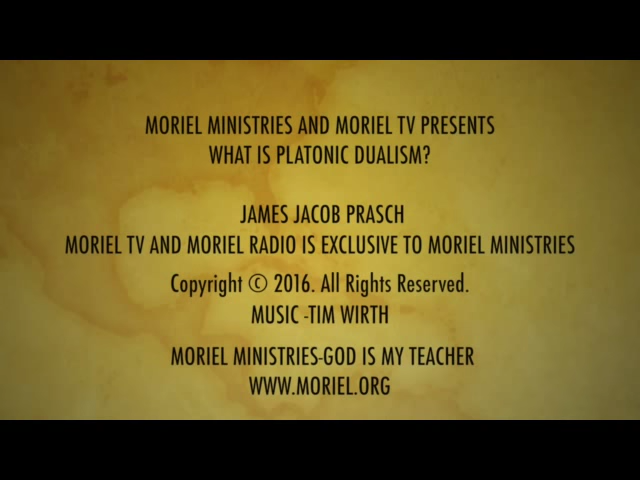 MORIEL MINISTRIES AND MORIEL TV PRESENTS
WHAT IS PLATONIC DUALISM?
JAMES JACOB PRASCH
MORIEL TV AND MORIEL RADIO IS EXCLUSIVE TO MORIEL MINISTRIES
Copyright © 2016. All Rights Reserved.
MUSIC -TIM WIRTH
MORIEL MINISTRIES-GOD IS MY TEACHER
WWW.MORIEL.ORG